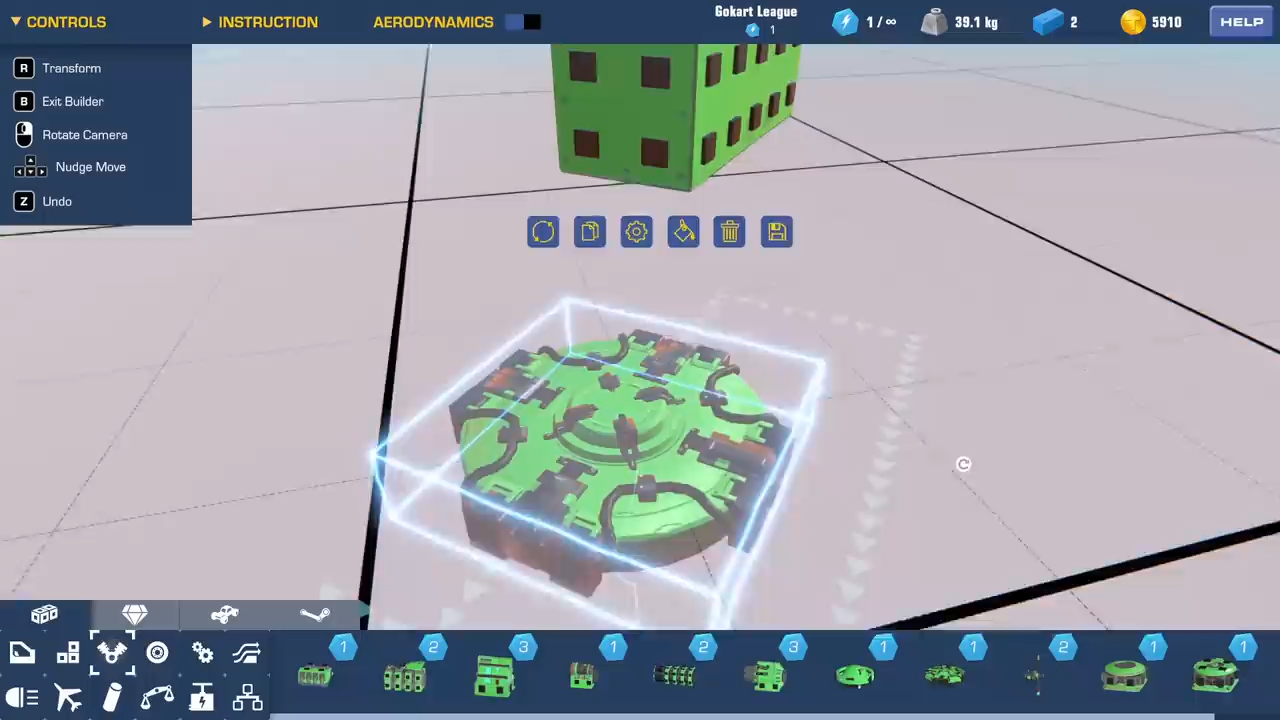 CONTROLS
INSTRUCTION
AERODYNAMICS
Gokart League
1
1 / ∞
39.1 kg
2
5910
HELP
R Transform
B Exit Builder
Rotate Camera
Nudge Move
Z Undo
1 2 3 1 2 3 1 1 2 1 1